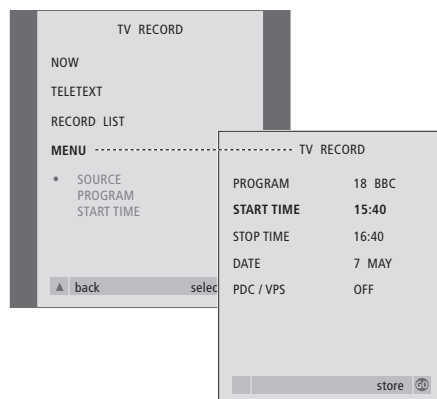 TV RECORD
NOW
TELETEXT
RECORD LIST
MENU
• SOURCE
PROGRAM
START TIME
▲ back selec
TV RECORD
PROGRAM 18 BBC
START TIME 15:40
STOP TIME 16:40
DATE 7 MAY
PDC / VPS OFF
store GO